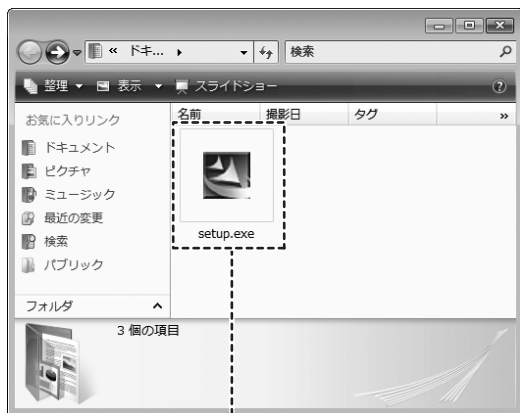 « ドキ...
検索
整理 表示 スライドショー
お気に入りリンク
名前 撮影日 タグ »
ドキュメント
ピクチャ
ミュージック
最近の変更
検索
パブリック
setup.exe
フォルダ
3 個の項目